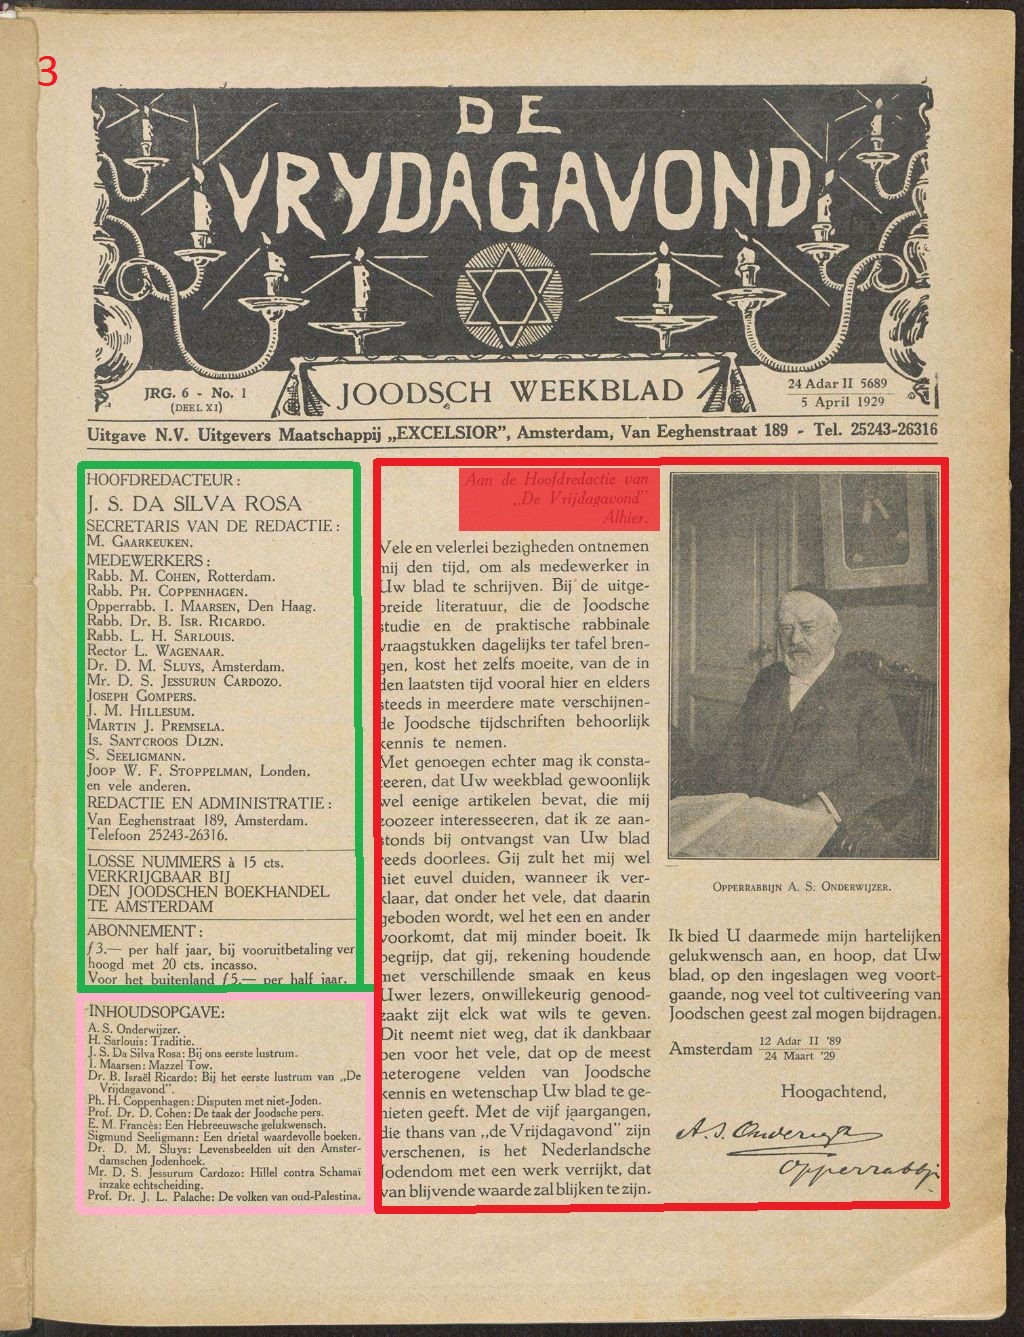 3
DE
VRYDAGAVOND
JRG. 6 - No. 1
(DEEL XI)
JOODSCH WEEKBLAD
24 Adar II 5689
5 April 1929
Uitgave N.V. Uitgevers Maatschappij „EXCELSIOR", Amsterdam, Van Eeghenstraat 189 - Tel. 25243-26316
HOOFDREDACTEUR:
J. S. DA SILVA ROSA
SECRETARIS VAN DE REDACTIE:
M. GAARKEUKEN.
MEDEWERKERS:
Rabb. M. COHEN, Rotterdam.
Rabb. PH. COPPENHAGEN.
Opperrabb. I. MAARSEN, Den Haag.
Rabb. Dr. B. ISR. RICARDO.
Rabb. L. H. SARLOUIS.
Rector L. WAGENAAR.
Dr. D. M. SLUYS, Amsterdam.
Mr. D. S. JESSURUN CARDOZO.
JOSEPH GOMPERS.
J. M. HILLESUM.
MARTIN J. PREMSELA.
IS. SANTCROOS DLZN.
S. SEELIGMANN.
JOOP W. F. STOPPELMAN, Londen.
en vele anderen.
REDACTIE EN ADMINISTRATIE:
Van Eeghenstraat 189, Amsterdam.
Telefoon 25243-26316.
LOSSE NUMMERS à 15 cts.
VERKRIJGBAAR BIJ
DEN JOODSCHEN BOEKHANDEL
TE AMSTERDAM
ABONNEMENT:
f 3.— per half jaar, bij vooruitbetaling ver
hoogd met 20 cts. incasso.
Voor het buitenland f 5.— per half jaar.
INHOUDSOPGAVE:
A. S. Onderwijzer.
H. Sarlouis: Traditie.
J. S. Da Silva Rosa: Bij ons eerste lustrum.
I. Maarsen: Mazzel Tow.
Dr. B. Israël Ricardo: Bij het eerste lustrum van „De
Vrijdagavond".
Ph. H. Coppenhagen: Disputen met niet-Joden.
Prof. Dr. D. Cohen: De taak der Joodsche pers.
E. M. Francès: Een Hebreeuwsche gelukwensch.
Sigmund Seeligmann: Een drietal waardevolle boeken.
Dr. D. M. Sluys: Levensbeelden uit den Amster-
damschen Jodenhoek.
Mr. D. S. Jessurum Cardozo: Hillel contra Schamai
inzake echtscheiding.
Prof. Dr. J. L. Palache: De volken van oud-Palestina.
Aan de Hoofdredactie van
„De Vrijdagavond"
Alhier.
Vele en velerlei bezigheden ontnemen
mij den tijd, om als medewerker in
Uw blad te schrijven. Bij de uitge-
breide literatuur, die de Joodsche
studie en de praktische rabbinale
vraagstukken dagelijks ter tafel bren-
gen, kost het zelfs moeite, van de in
den laatsten tijd vooral hier en elders
steeds in meerdere mate verschijnen-
de Joodsche tijdschriften behoorlijk
kennis te nemen.
Met genoegen echter mag ik consta-
teeren, dat Uw weekblad gewoonlijk
wel eenige artikelen bevat, die mij
zoozeer interesseeren, dat ik ze aan-
stonds bij ontvangst van Uw blad
reeds doorlees. Gij zult het mij wel
niet euvel duiden, wanneer ik ver-
klaar, dat onder het vele, dat daarin
geboden wordt, wel het een en ander
voorkomt, dat mij minder boeit. Ik
begrijp, dat gij, rekening houdende
met verschillende smaak en keus
Uwer lezers, onwillekeurig genood-
zaakt zijt elck wat wils te geven.
Dit neemt niet weg, dat ik dankbaar
ben voor het vele, dat op de meest
heterogene velden van Joodsche
kennis en wetenschap Uw blad te ge-
nieten geeft. Met de vijf jaargangen,
die thans van „de Vrijdagavond" zijn
verschenen, is het Nederlandsche
Jodendom met een werk verrijkt, dat
van blijvende waarde zal blijken te zijn.
OPPERRABBIJN A. S. ONDERWIJZER.
Ik bied U daarmede mijn hartelijken
gelukwensch aan, en hoop, dat Uw
blad, op den ingeslagen weg voort-
gaande, nog veel tot cultiveering van
Joodschen geest zal mogen bijdragen.
Amsterdam 12 Adar II '89
24 Maart '29
Hoogachtend,
A. S. Onderwijzer
Opperrabbijn